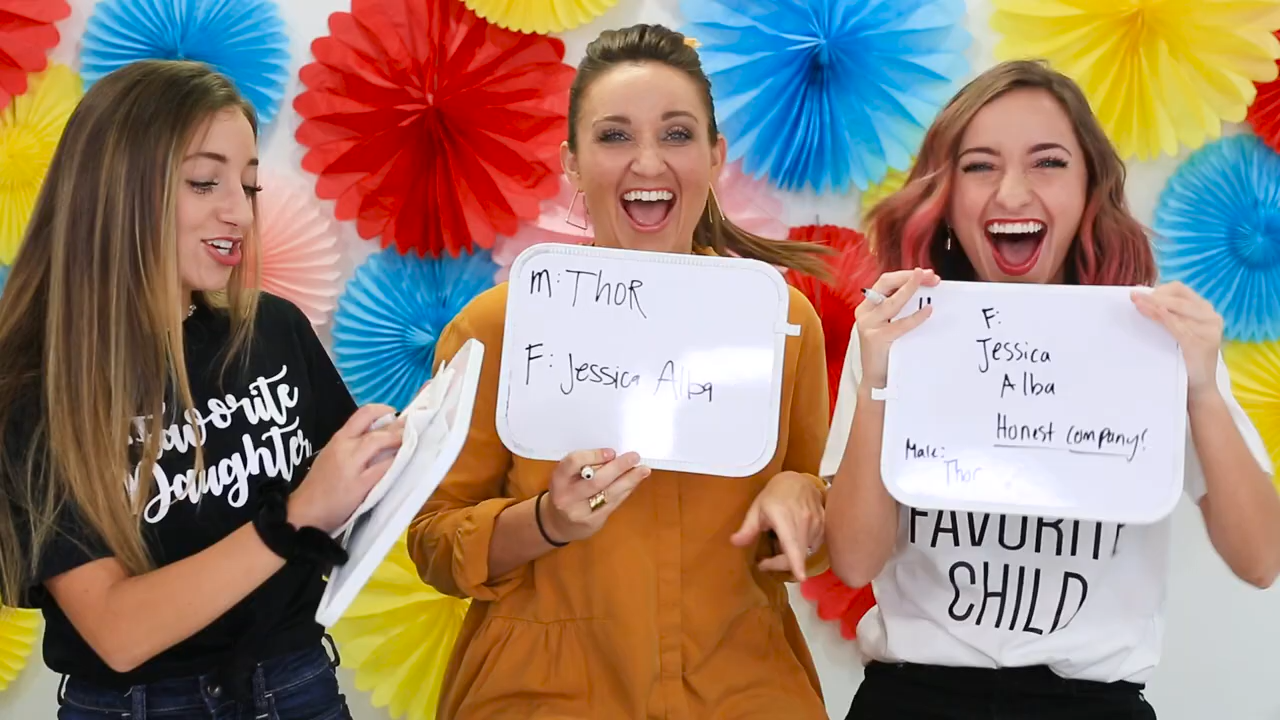 Favorite
Daughter
m: Thor
F: Jessica Alba
F:
Jessica
Alba
Honest company!
Male:
Thor
FAVORITE
CHILD